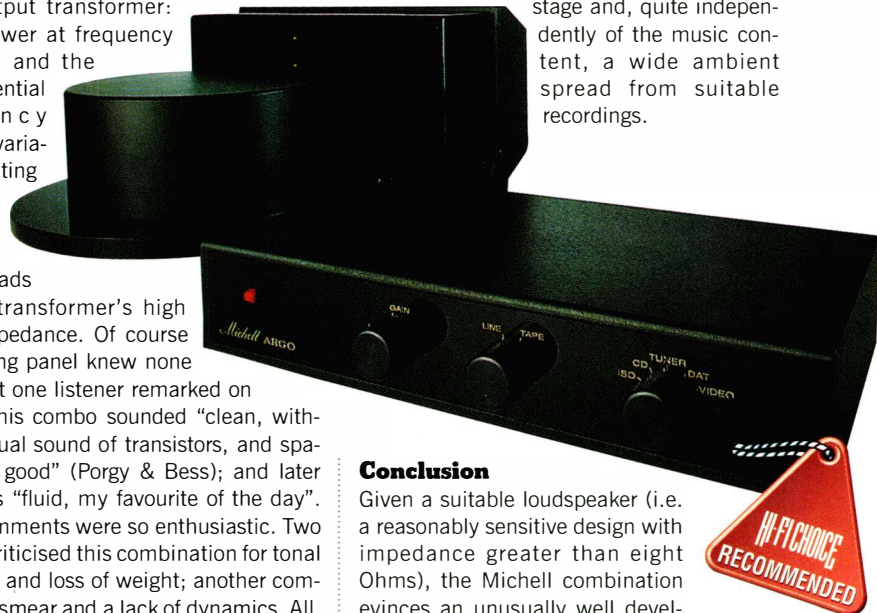 tput transformer:
wer at frequency
and the
ential
ncy
varia-
ting
ads
transformer's high
pedance. Of course
ng panel knew none
t one listener remarked on
his combo sounded "clean, with-
ual sound of transistors, and spa-
good" (Porgy & Bess); and later
s "fluid, my favourite of the day".
nments were so enthusiastic. Two
riticised this combination for tonal
and loss of weight; another com-
smear and a lack of dynamics. All
stage and, quite indepen-
dently of the music con-
tent, a wide ambient
spread from suitable
recordings.
Michell ARGO
GAIN
LINE TAPE
ISO CD TUNER DAT VIDEO
Conclusion
Given a suitable loudspeaker (i.e.
a reasonably sensitive design with
impedance greater than eight
Ohms), the Michell combination
evinces an unusually well devel-
HI-FI CHOICE
RECOMMENDED